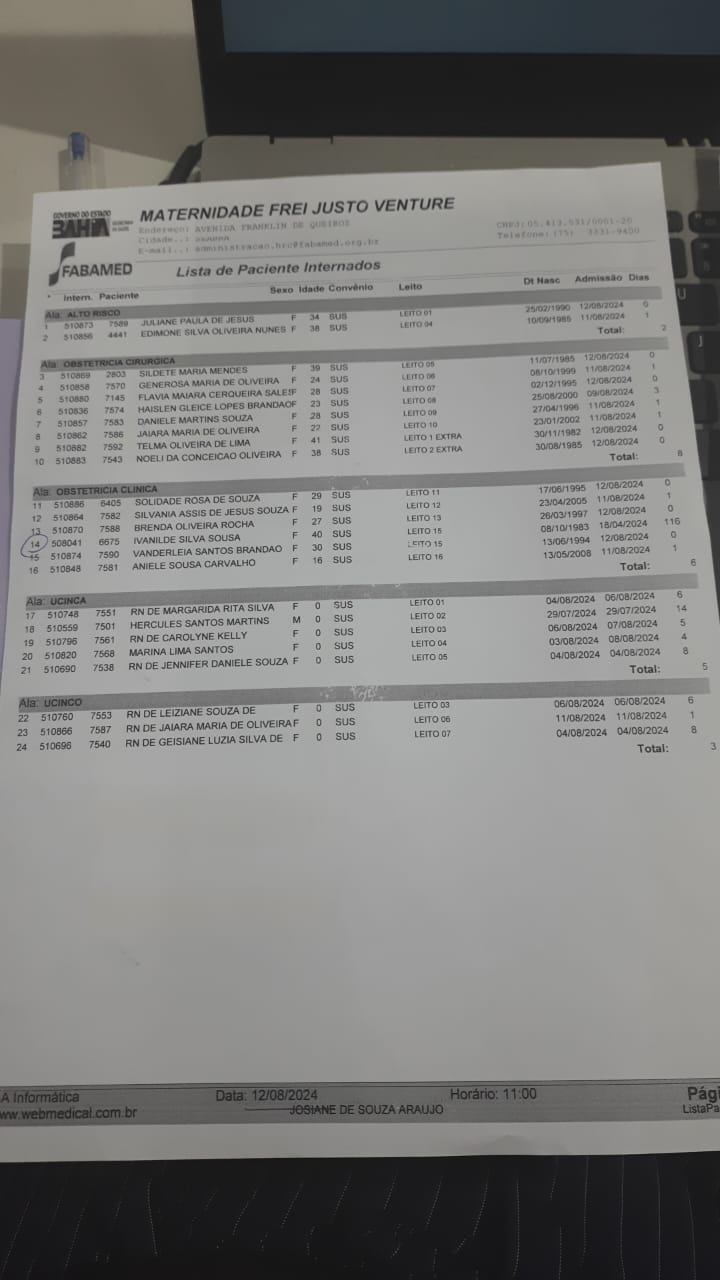 GOVERNO DO ESTADO
BAHIA
SECRETARIA DA SAÚDE
FABAMED
MATERNIDADE FREI JUSTO VENTURE
Endereço: AVENIDA FRANKLIN DE QUEIROZ
Cidade..:
E-mail..: administracao.hrc@fabamed.org.br
CNPJ: 05.413.531/0001-20
Telefone: (75) 3331-9400
Lista de Paciente Internados
* Intern. Paciente Sexo Idade Convênio Leito Dt Nasc Admissão Dias
Ala: ALTO RISCO
1 510873 7589 JULIANE PAULA DE JESUS F 34 SUS LEITO 01 25/02/1990 12/08/2024 0
2 510856 4441 EDIMONE SILVA OLIVEIRA NUNES F 38 SUS LEITO 04 10/09/1985 11/08/2024 1
Total: 2
Ala: OBSTETRICIA CIRURGICA
3 510869 2803 SILDETE MARIA MENDES F 39 SUS LEITO 05 11/07/1985 12/08/2024 0
4 510858 7570 GENEROSA MARIA DE OLIVEIRA F 24 SUS LEITO 06 08/10/1999 11/08/2024 1
5 510880 7145 FLAVIA MAIARA CERQUEIRA SALES F 28 SUS LEITO 07 02/12/1995 12/08/2024 0
6 510836 7574 HAISLEN GLEICE LOPES BRANDAO F 23 SUS LEITO 08 25/08/2000 09/08/2024 3
7 510857 7583 DANIELE MARTINS SOUZA F 28 SUS LEITO 09 27/04/1996 11/08/2024 1
8 510862 7586 JAIARA MARIA DE OLIVEIRA F 22 SUS LEITO 10 23/01/2002 11/08/2024 1
9 510882 7592 TELMA OLIVEIRA DE LIMA F 41 SUS LEITO 1 EXTRA 30/11/1982 12/08/2024 0
10 510883 7543 NOELI DA CONCEICAO OLIVEIRA F 38 SUS LEITO 2 EXTRA 30/08/1985 12/08/2024 0
Total: 8
Ala: OBSTETRICIA CLINICA
11 510886 6405 SOLIDADE ROSA DE SOUZA F 29 SUS LEITO 11 17/06/1995 12/08/2024 0
12 510864 7582 SILVANIA ASSIS DE JESUS SOUZA F 19 SUS LEITO 12 23/04/2005 11/08/2024 1
13 510870 7588 BRENDA OLIVEIRA ROCHA F 27 SUS LEITO 13 26/03/1997 12/08/2024 0
14 508041 6675 IVANILDE SILVA SOUSA F 40 SUS LEITO 15 08/10/1983 18/04/2024 116
15 510874 7590 VANDERLEIA SANTOS BRANDAO F 30 SUS LEITO 15 13/06/1994 12/08/2024 0
16 510848 7581 ANIELE SOUSA CARVALHO F 16 SUS LEITO 16 13/05/2008 11/08/2024 1
Total: 6
Ala: UCINCA
17 510748 7551 RN DE MARGARIDA RITA SILVA F 0 SUS LEITO 01 04/08/2024 06/08/2024 6
18 510559 7501 HERCULES SANTOS MARTINS M 0 SUS LEITO 02 29/07/2024 29/07/2024 14
19 510796 7561 RN DE CAROLYNE KELLY F 0 SUS LEITO 03 06/08/2024 07/08/2024 5
20 510820 7568 MARINA LIMA SANTOS F 0 SUS LEITO 04 03/08/2024 08/08/2024 4
21 510690 7538 RN DE JENNIFER DANIELE SOUZA F 0 SUS LEITO 05 04/08/2024 04/08/2024 8
Total: 5
Ala: UCINCO
22 510760 7553 RN DE LEIZIANE SOUZA DE F 0 SUS LEITO 03 06/08/2024 06/08/2024 6
23 510866 7587 RN DE JAIARA MARIA DE OLIVEIRA F 0 SUS LEITO 06 11/08/2024 11/08/2024 1
24 510696 7540 RN DE GEISIANE LUZIA SILVA DE F 0 SUS LEITO 07 04/08/2024 04/08/2024 8
Total: 3
A Informática Data: 12/08/2024 Horário: 11:00 Pági
ww.webmedical.com.br JOSIANE DE SOUZA ARAUJO ListaPa